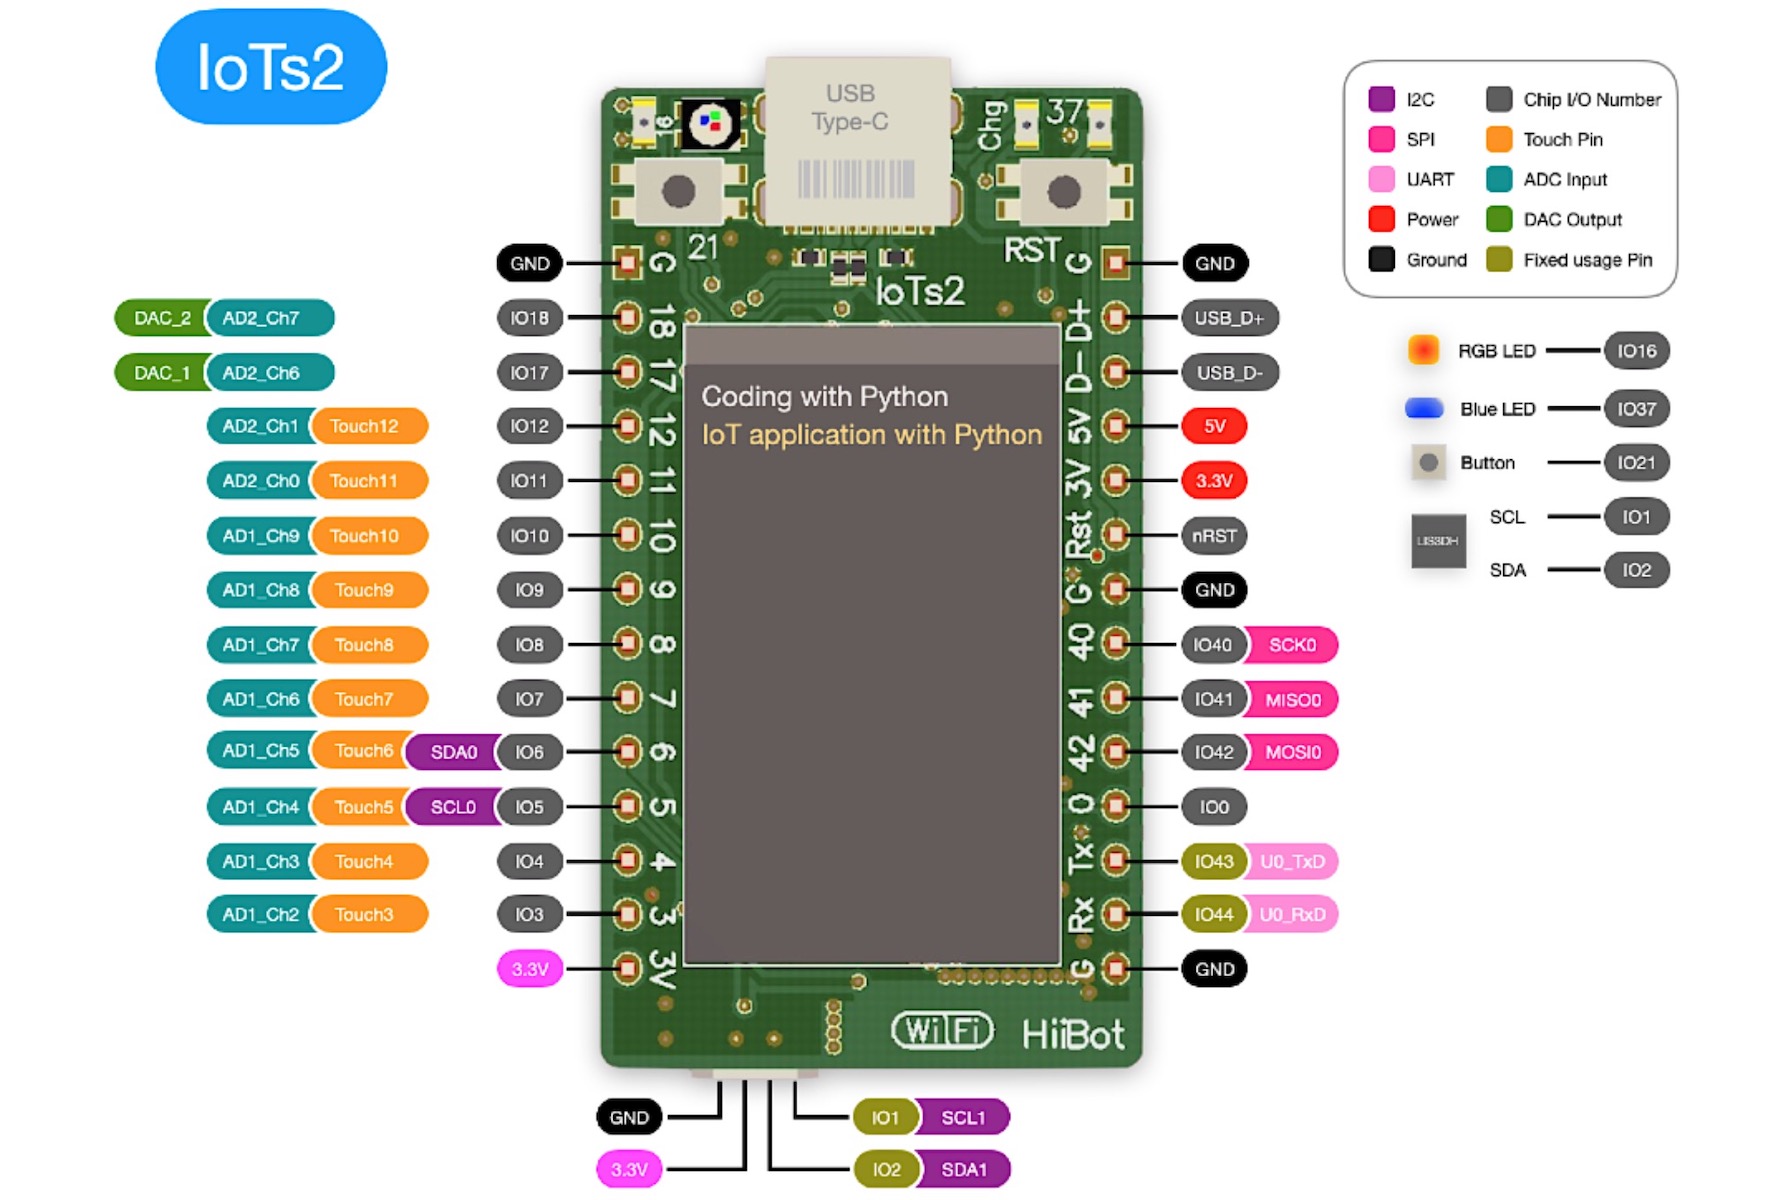 IoTs2
USB
Type-C
16
Chg
37
21
RST
IoTs2
I2C
Chip I/O Number
SPI
Touch Pin
UART
ADC Input
Power
DAC Output
Ground
Fixed usage Pin
RGB LED
IO16
Blue LED
IO37
Button
IO21
LIS3DH
SCL
IO1
SDA
IO2
GND G
DAC_2 AD2_Ch7 IO18 18
DAC_1 AD2_Ch6 IO17 17
AD2_Ch1 Touch12 IO12 12
AD2_Ch0 Touch11 IO11 11
AD1_Ch9 Touch10 IO10 10
AD1_Ch8 Touch9 IO9 9
AD1_Ch7 Touch8 IO8 8
AD1_Ch6 Touch7 IO7 7
AD1_Ch5 Touch6 SDA0 IO6 6
AD1_Ch4 Touch5 SCL0 IO5 5
AD1_Ch3 Touch4 IO4 4
AD1_Ch2 Touch3 IO3 3
3.3V 3V
Coding with Python
IoT application with Python
G GND
D+ USB_D+
D- USB_D-
5V 5V
3V 3.3V
Rst nRST
G GND
40 IO40 SCK0
41 IO41 MISO0
42 IO42 MOSI0
0 IO0
Tx IO43 U0_TxD
Rx IO44 U0_RxD
G GND
WiFi HiiBot
GND
IO1 SCL1
3.3V
IO2 SDA1